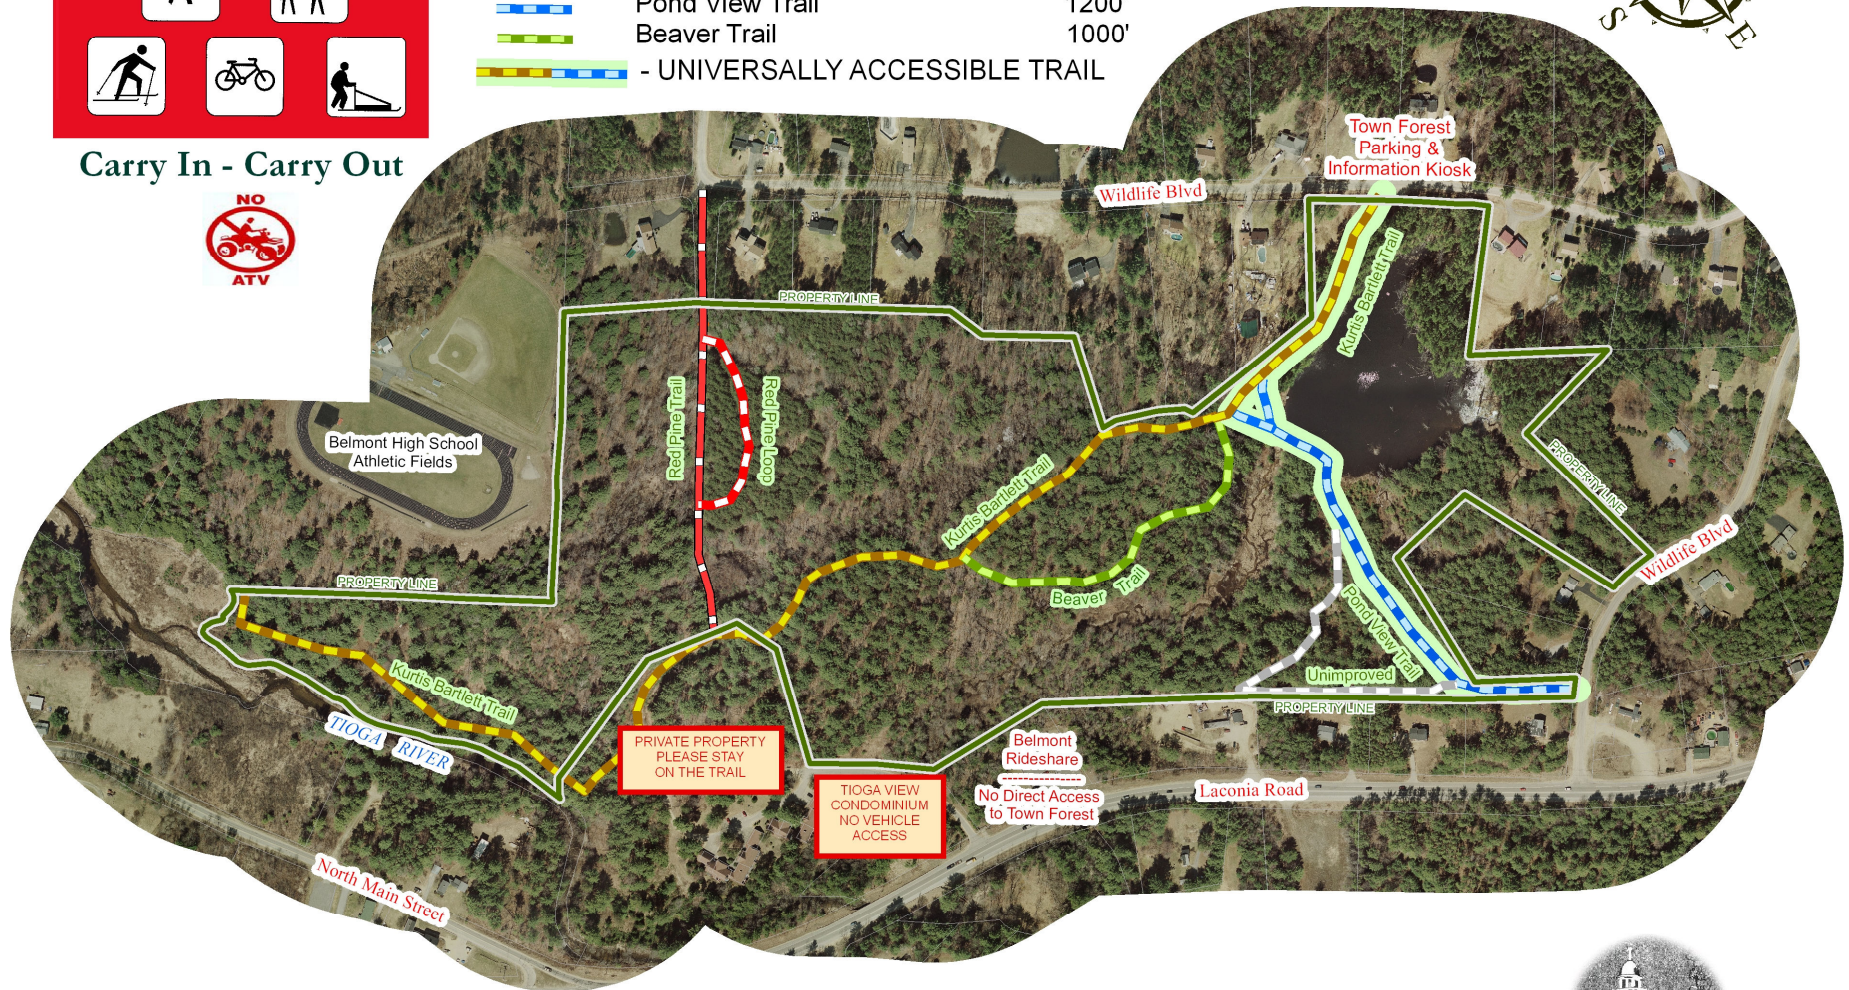 Pond View Trail 1200'
Beaver Trail 1000'
- UNIVERSALLY ACCESSIBLE TRAIL
S
E
Carry In - Carry Out
NO
ATV
Town Forest
Parking &
Information Kiosk
Wildlife Blvd
Kurtis Bartlett Trail
PROPERTY LINE
Red Pine Trail
Red Pine Loop
Belmont High School
Athletic Fields
Kurtis Bartlett Trail
PROPERTY LINE
Wildlife Blvd
PROPERTY LINE
Beaver Trail
Pond View Trail
Unimproved
PROPERTY LINE
Kurtis Bartlett Trail
TIOGA RIVER
PRIVATE PROPERTY
PLEASE STAY
ON THE TRAIL
TIOGA VIEW
CONDOMINIUM
NO VEHICLE
ACCESS
Belmont
Rideshare
No Direct Access
to Town Forest
Laconia Road
North Main Street